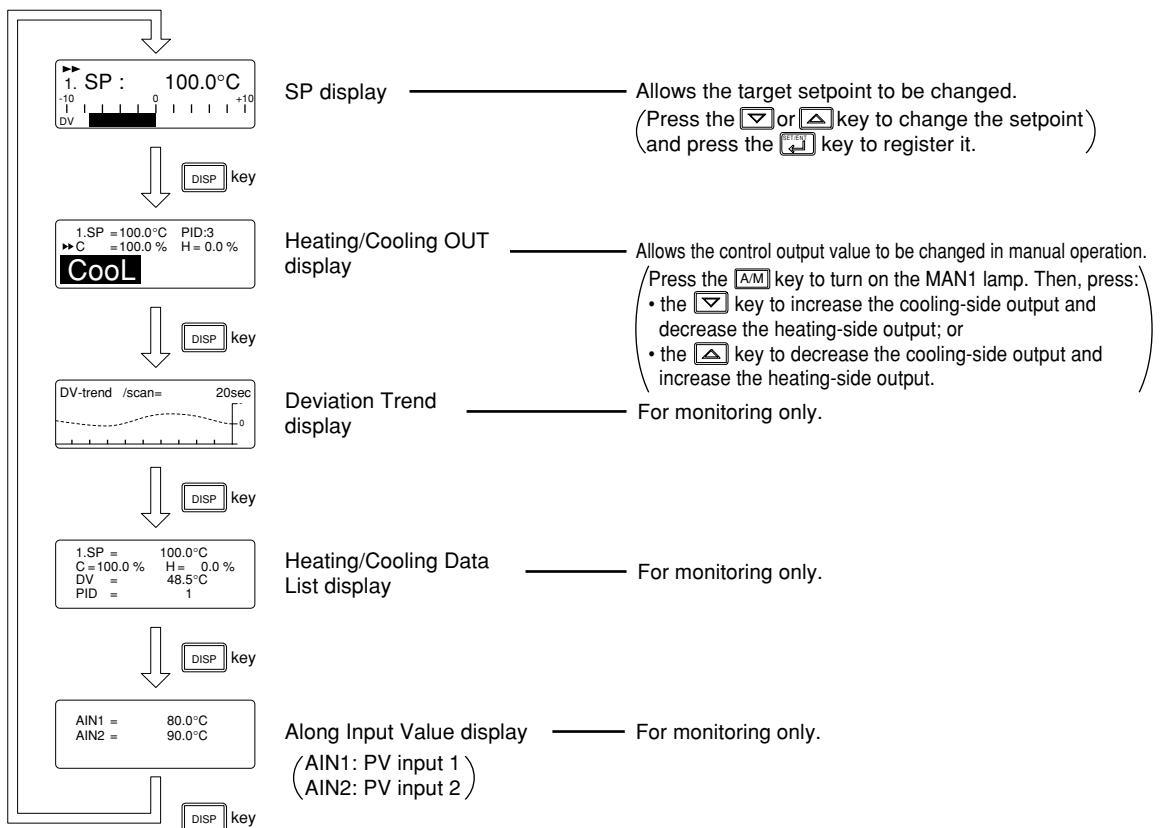 ▶▶
1. SP : 100.0°C
-10 0 +10
DV
SP display
Allows the target setpoint to be changed.
(Press the ▽ or △ key to change the setpoint
and press the SET/ENT key to register it.)
DISP key
1.SP =100.0°C PID:3
▶▶C =100.0 % H = 0.0 %
CooL
Heating/Cooling OUT
display
Allows the control output value to be changed in manual operation.
(Press the A/M key to turn on the MAN1 lamp. Then, press:
• the ▽ key to increase the cooling-side output and
decrease the heating-side output; or
• the △ key to decrease the cooling-side output and
increase the heating-side output.)
DISP key
DV-trend /scan= 20sec
0
Deviation Trend
display
For monitoring only.
DISP key
1.SP = 100.0°C
C =100.0 % H = 0.0 %
DV = 48.5°C
PID = 1
Heating/Cooling Data
List display
For monitoring only.
DISP key
AIN1 = 80.0°C
AIN2 = 90.0°C
Along Input Value display
(AIN1: PV input 1
AIN2: PV input 2)
For monitoring only.
DISP key